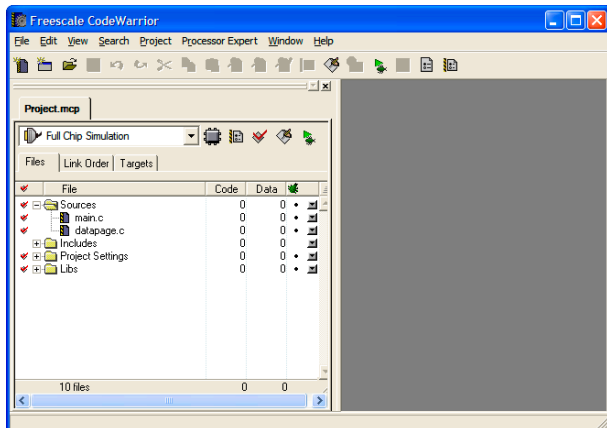 Freescale CodeWarrior
File Edit View Search Project Processor Expert Window Help
Project.mcp
Full Chip Simulation
Files Link Order Targets
File Code Data
Sources 0 0
main.c 0 0
datapage.c 0 0
Includes 0 0
Project Settings 0 0
Libs 0 0
10 files 0 0